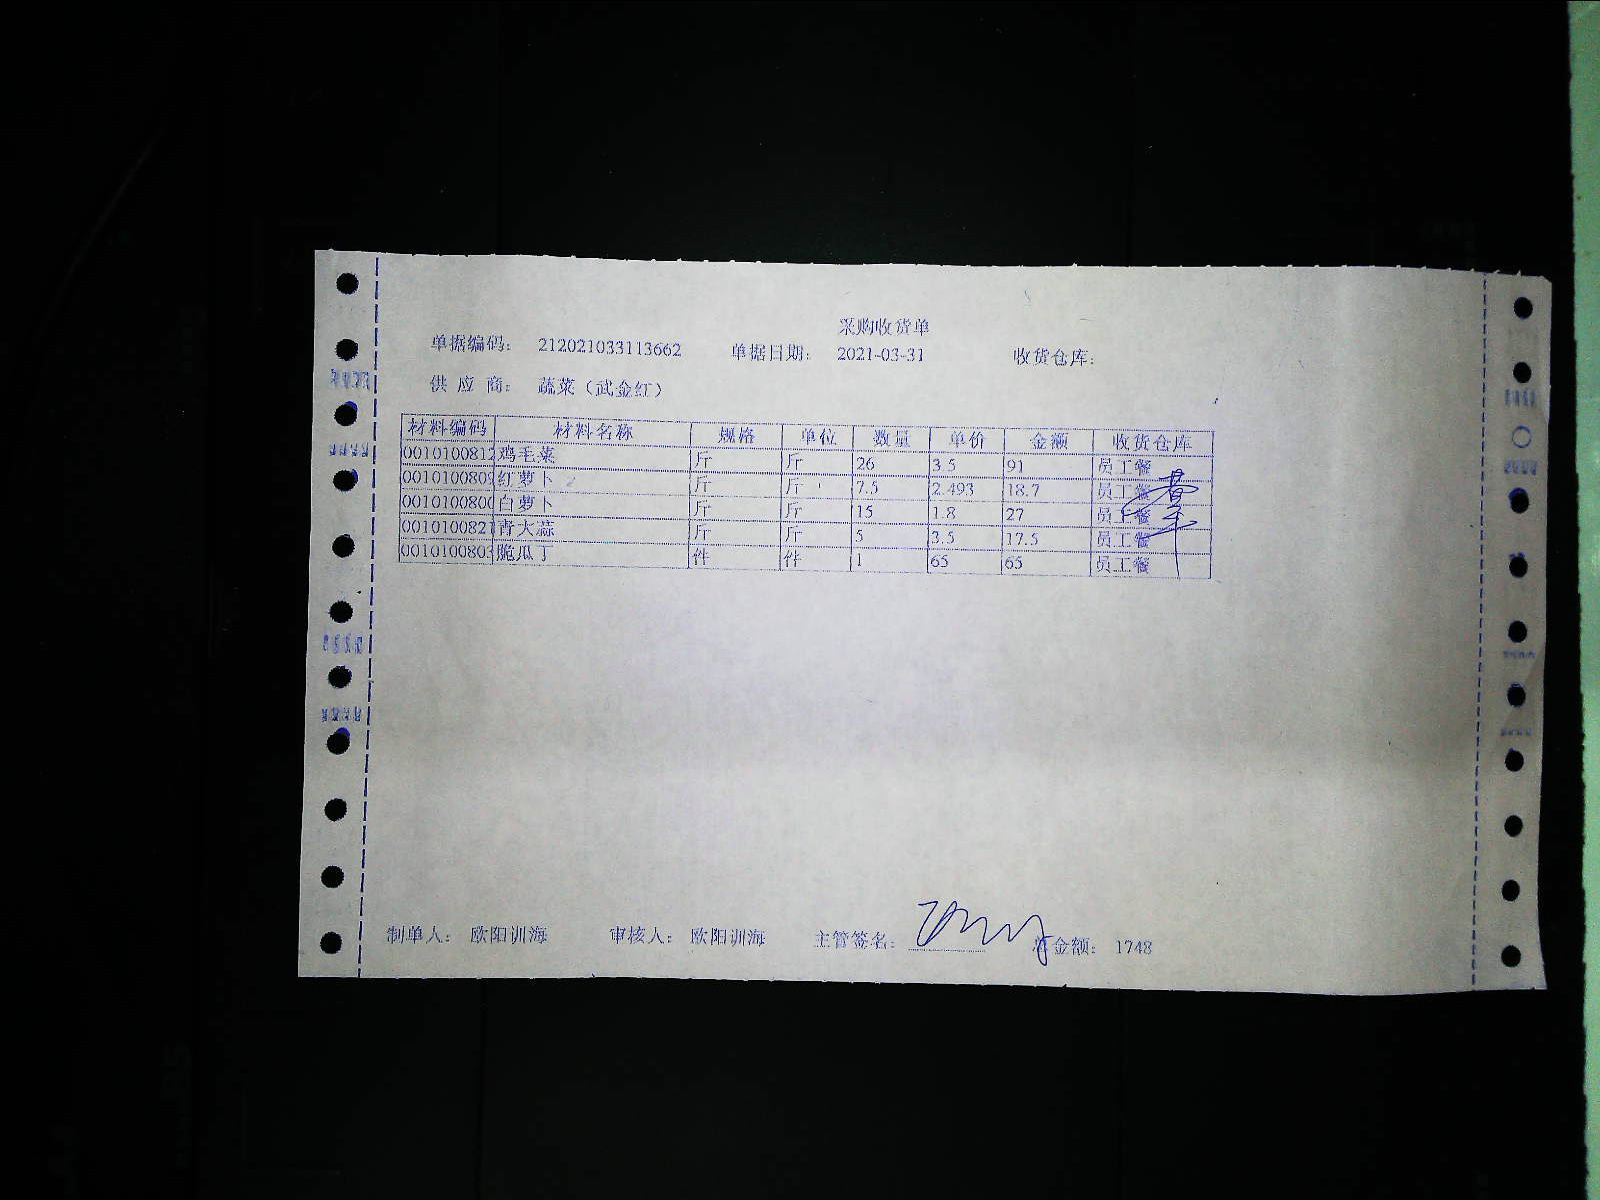 采购收货单
单据编码： 212021033113662 单据日期： 2021-03-31 收货仓库：
供 应 商： 蔬菜（武金红）
材料编码 材料名称 规格 单位 数量 单价 金额 收货仓库
0010100812 鸡毛菜 斤 斤 26 3.5 91 员工餐
001010080 红萝卜 斤 斤 7.5 2.493 18.7 员工餐
001010080 白萝卜 斤 斤 15 1.8 27 员工餐
001010082 青大蒜 斤 斤 5 3.5 17.5 员工餐
0010100803 脆瓜丁 件 件 1 65 65 员工餐
制单人： 欧阳训海 审核人： 欧阳训海 主管签名： 总金额： 1748